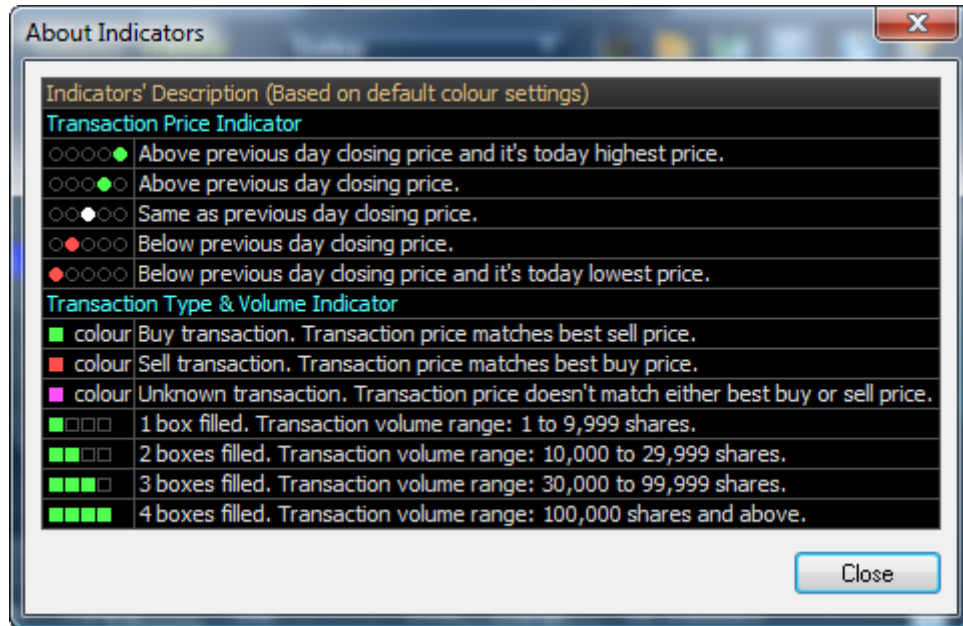 About Indicators
Indicators' Description (Based on default colour settings)
Transaction Price Indicator
Above previous day closing price and it's today highest price.
Above previous day closing price.
Same as previous day closing price.
Below previous day closing price.
Below previous day closing price and it's today lowest price.
Transaction Type & Volume Indicator
colour Buy transaction. Transaction price matches best sell price.
colour Sell transaction. Transaction price matches best buy price.
colour Unknown transaction. Transaction price doesn't match either best buy or sell price.
1 box filled. Transaction volume range: 1 to 9,999 shares.
2 boxes filled. Transaction volume range: 10,000 to 29,999 shares.
3 boxes filled. Transaction volume range: 30,000 to 99,999 shares.
4 boxes filled. Transaction volume range: 100,000 shares and above.
Close